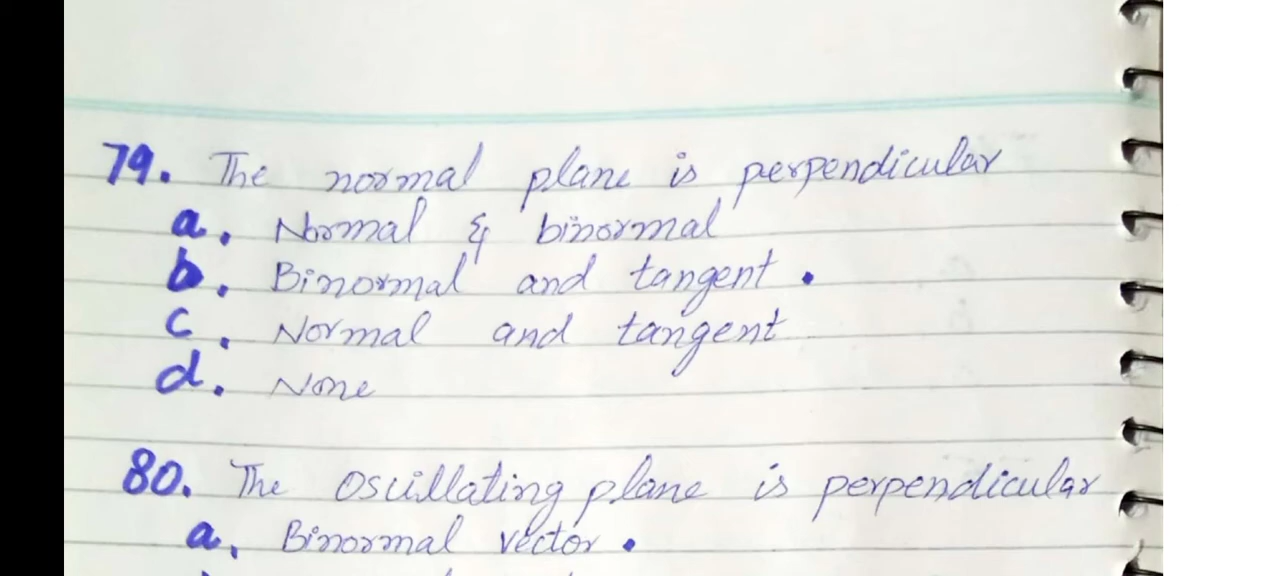 79. The normal plane is perpendicular
a. Normal & binormal
b. Binormal and tangent .
c. Normal and tangent
d. None
80. The Oscillating plane is perpendicular
a. Binormal vector .